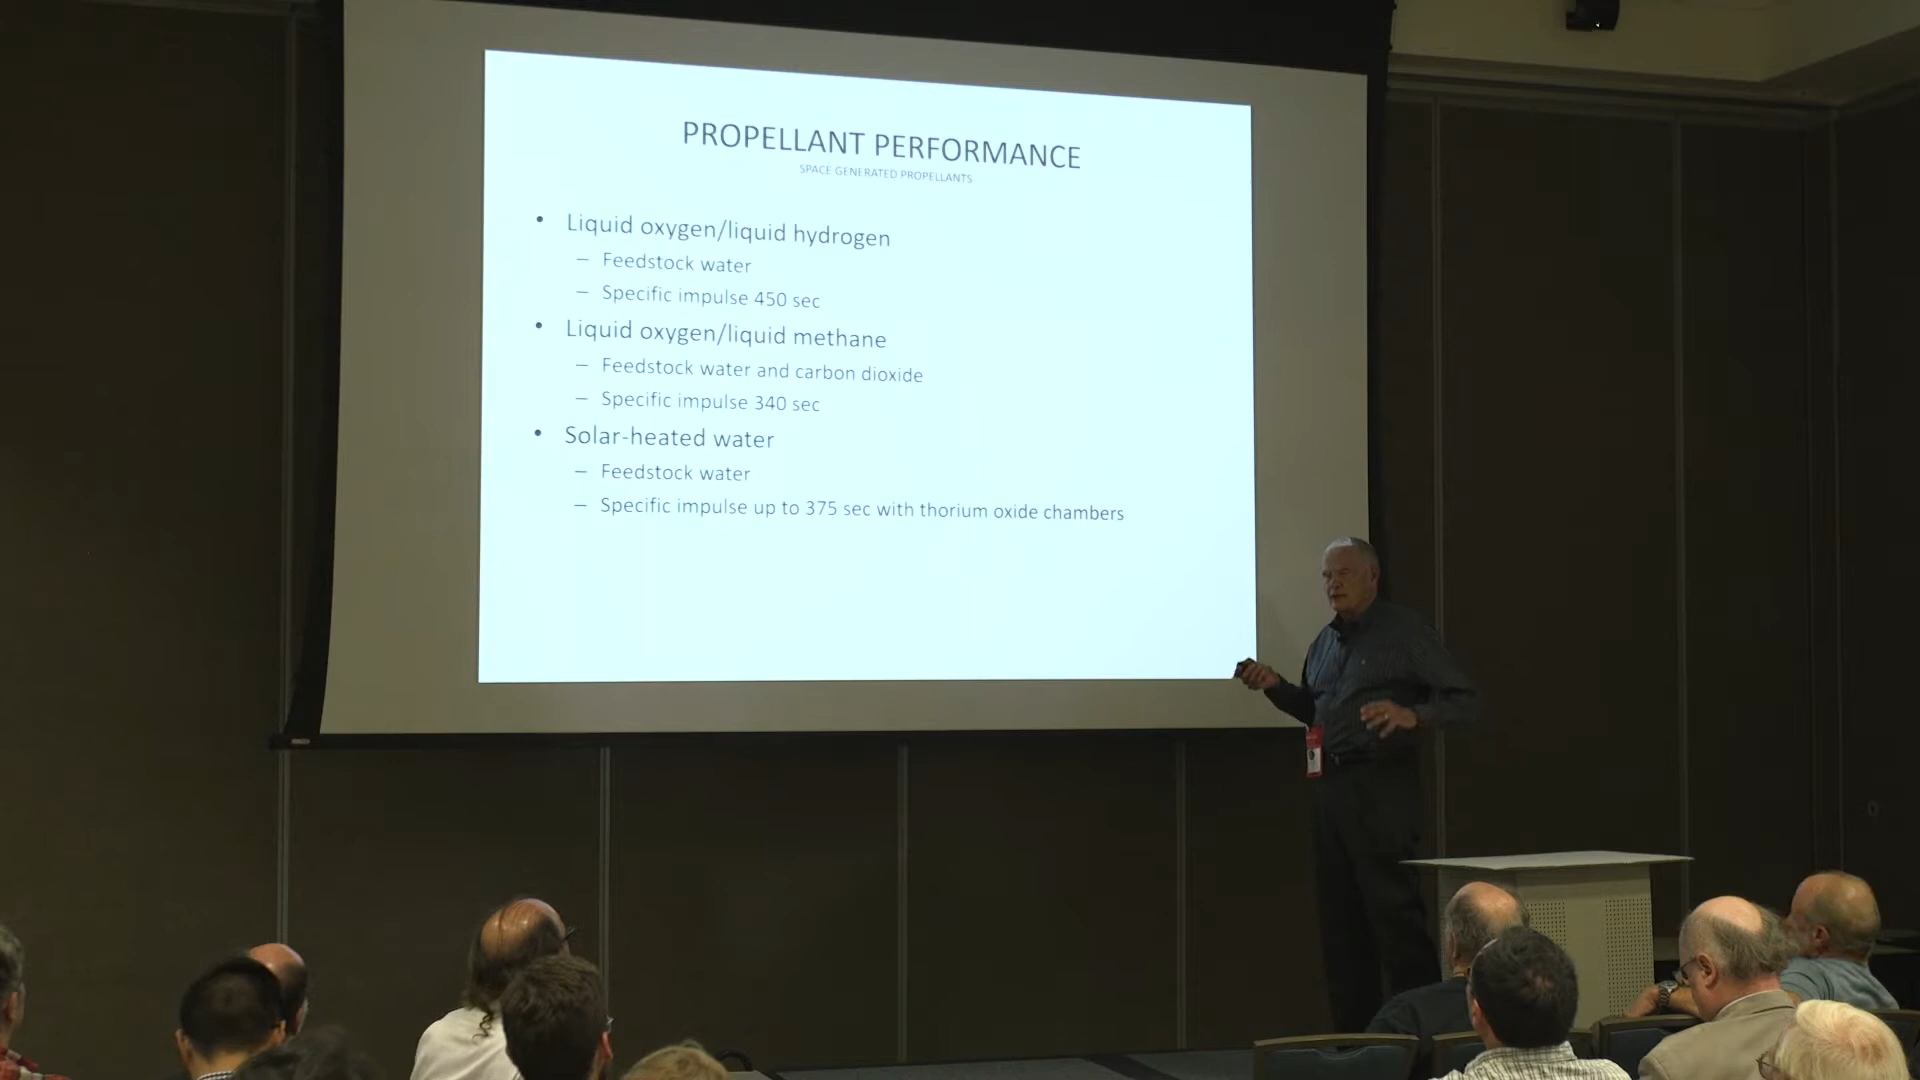 PROPELLANT PERFORMANCE
SPACE GENERATED PROPELLANTS
• Liquid oxygen/liquid hydrogen
– Feedstock water
– Specific impulse 450 sec
• Liquid oxygen/liquid methane
– Feedstock water and carbon dioxide
– Specific impulse 340 sec
• Solar-heated water
– Feedstock water
– Specific impulse up to 375 sec with thorium oxide chambers